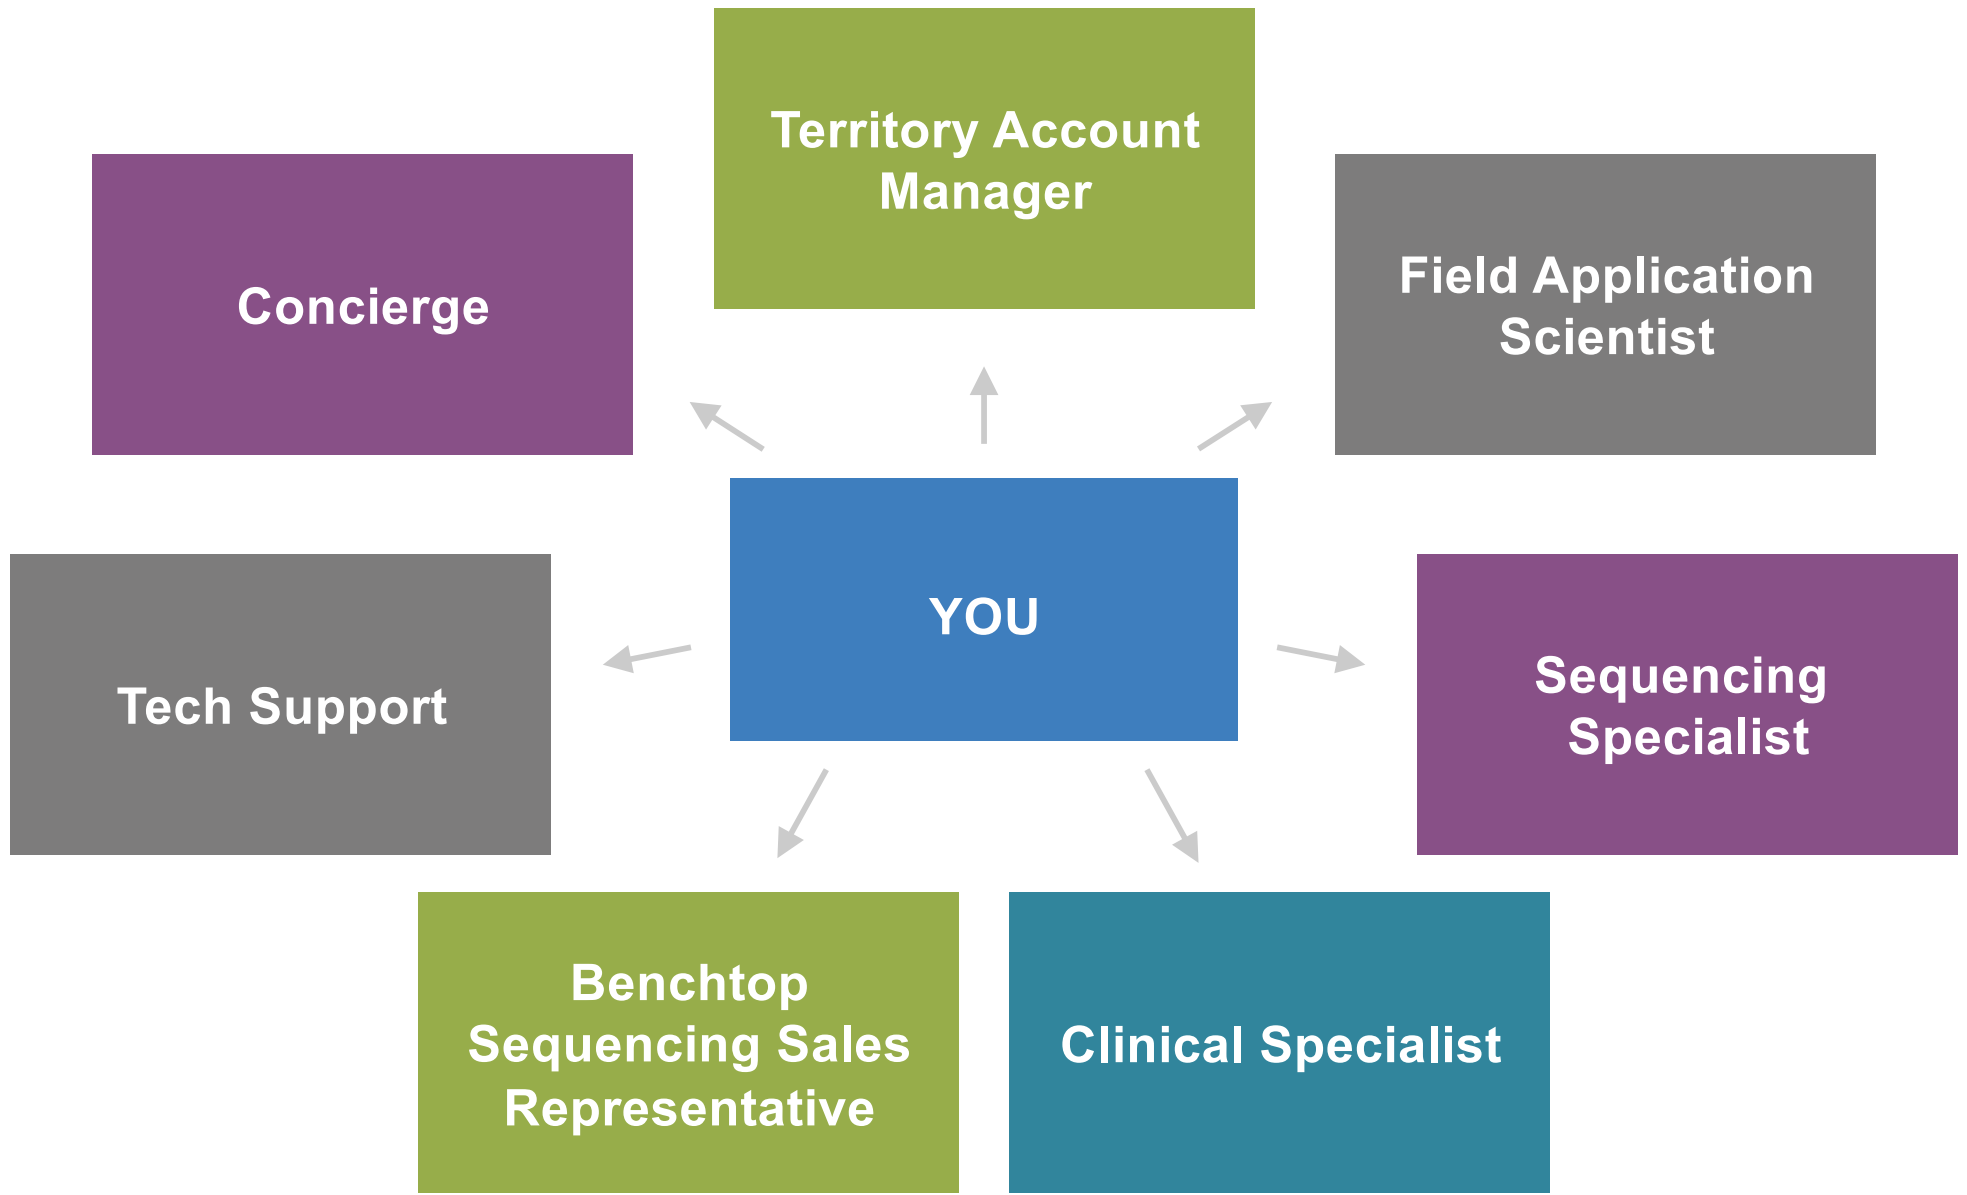 Territory Account
Manager
Concierge
Field Application
Scientist
YOU
Tech Support
Sequencing
Specialist
Benchtop
Sequencing Sales
Representative
Clinical Specialist